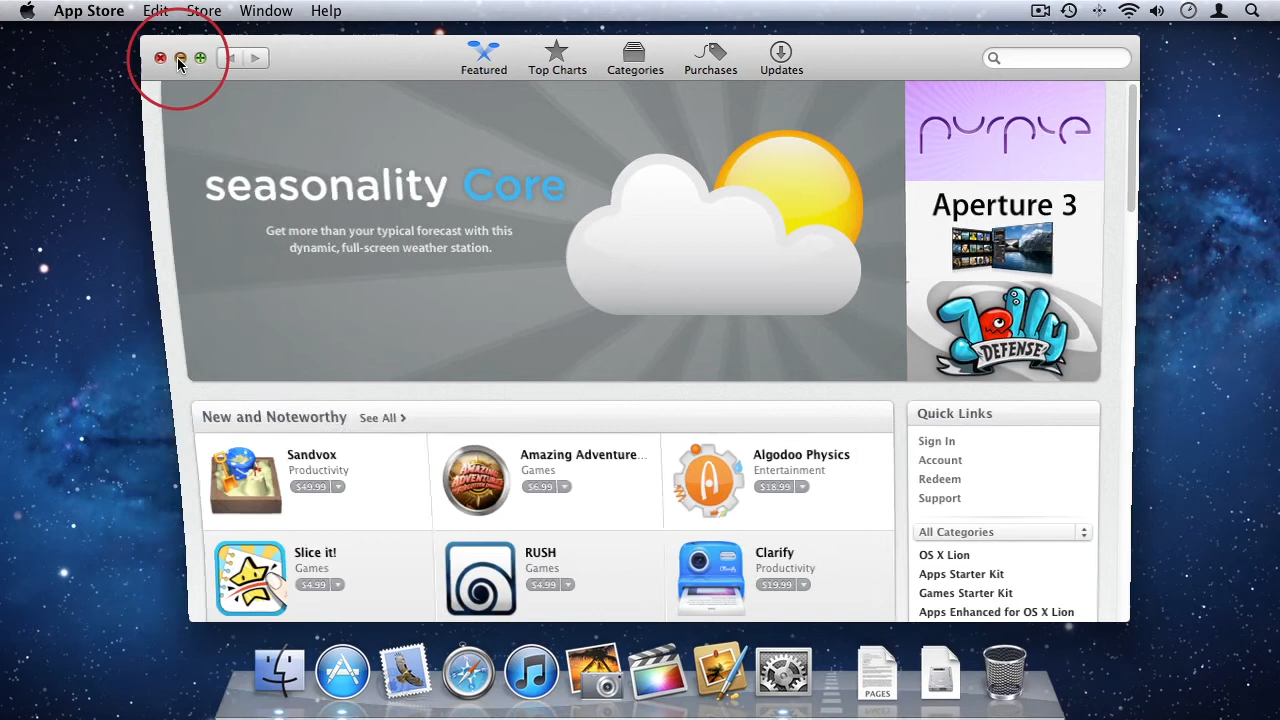 App Store Edit Store Window Help
Featured Top Charts Categories Purchases Updates
seasonality Core
Get more than your typical forecast with this
dynamic, full-screen weather station.
purple
Aperture 3
Jelly
DEFENSE
New and Noteworthy See All
Quick Links
Sandvox
Productivity
$49.99
Amazing Adventure...
Games
$6.99
Algodoo Physics
Entertainment
$18.99
Sign In
Account
Redeem
Support
Slice it!
Games
$4.99
RUSH
Games
$4.99
Clarify
Productivity
$19.99
All Categories
OS X Lion
Apps Starter Kit
Games Starter Kit
Apps Enhanced for OS X Lion
PAGES